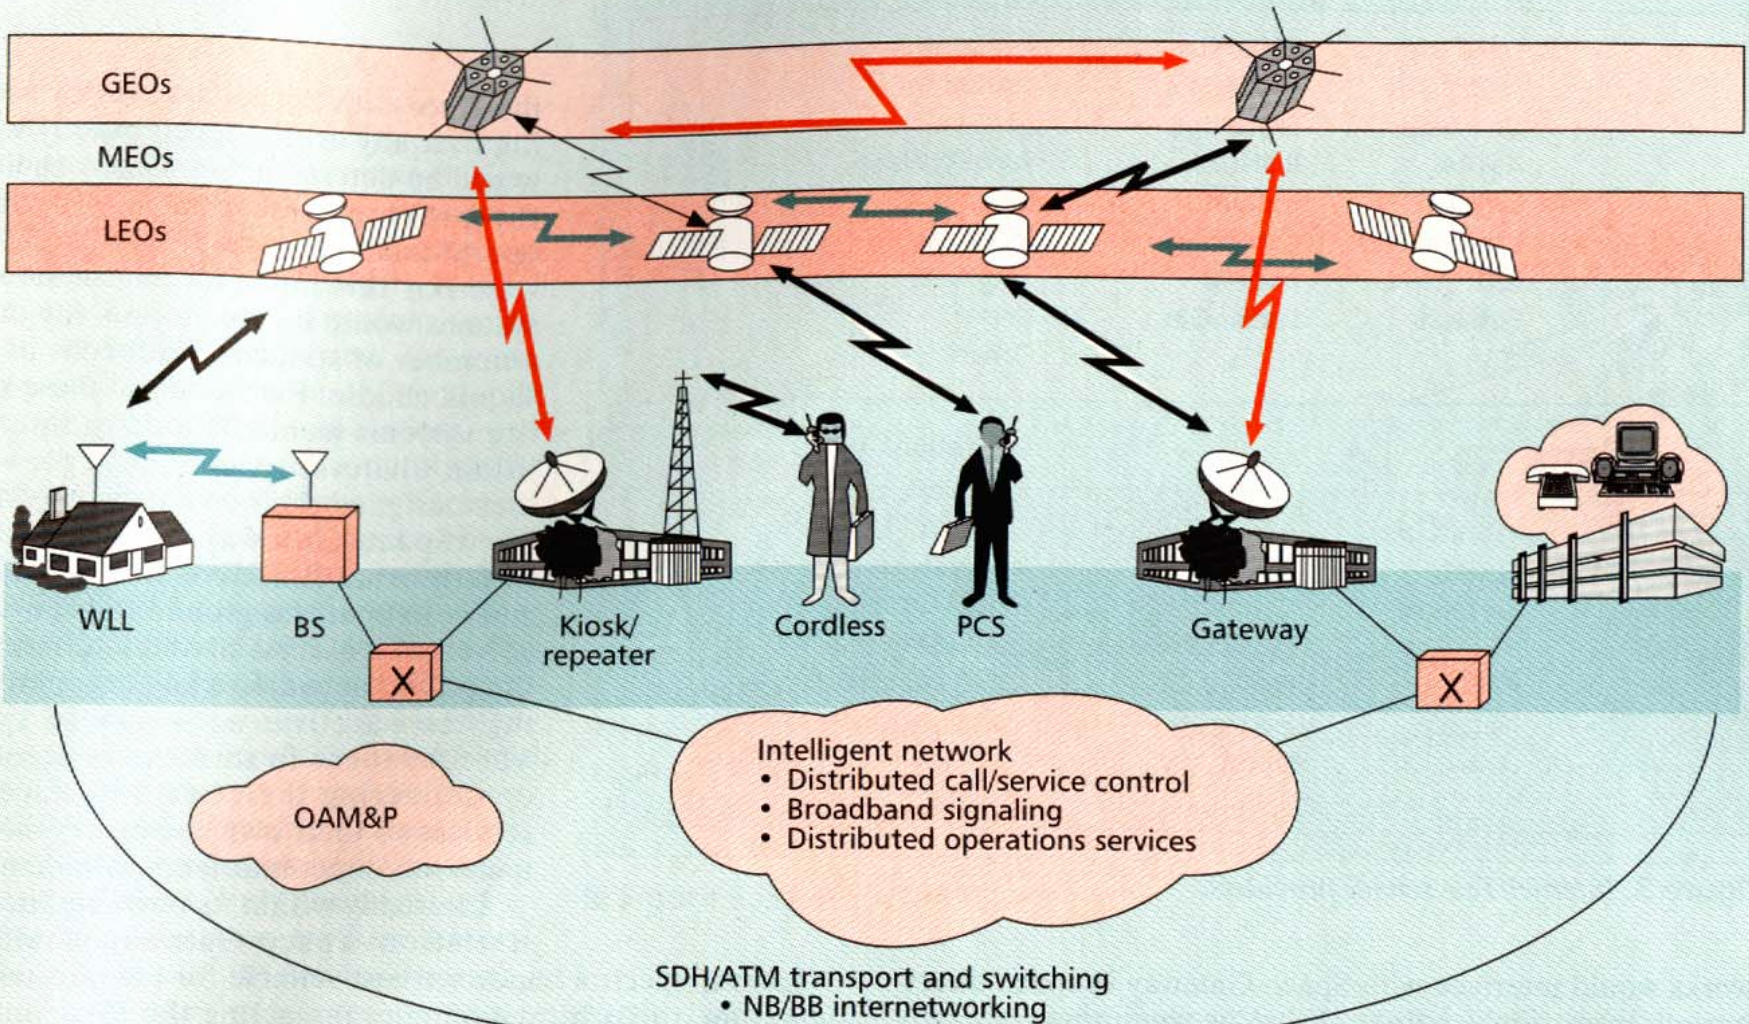 GEOs
MEOs
LEOs
WLL
BS
Kiosk/
repeater
Cordless
PCS
Gateway
X
X
Intelligent network
• Distributed call/service control
• Broadband signaling
• Distributed operations services
OAM&P
SDH/ATM transport and switching
• NB/BB internetworking